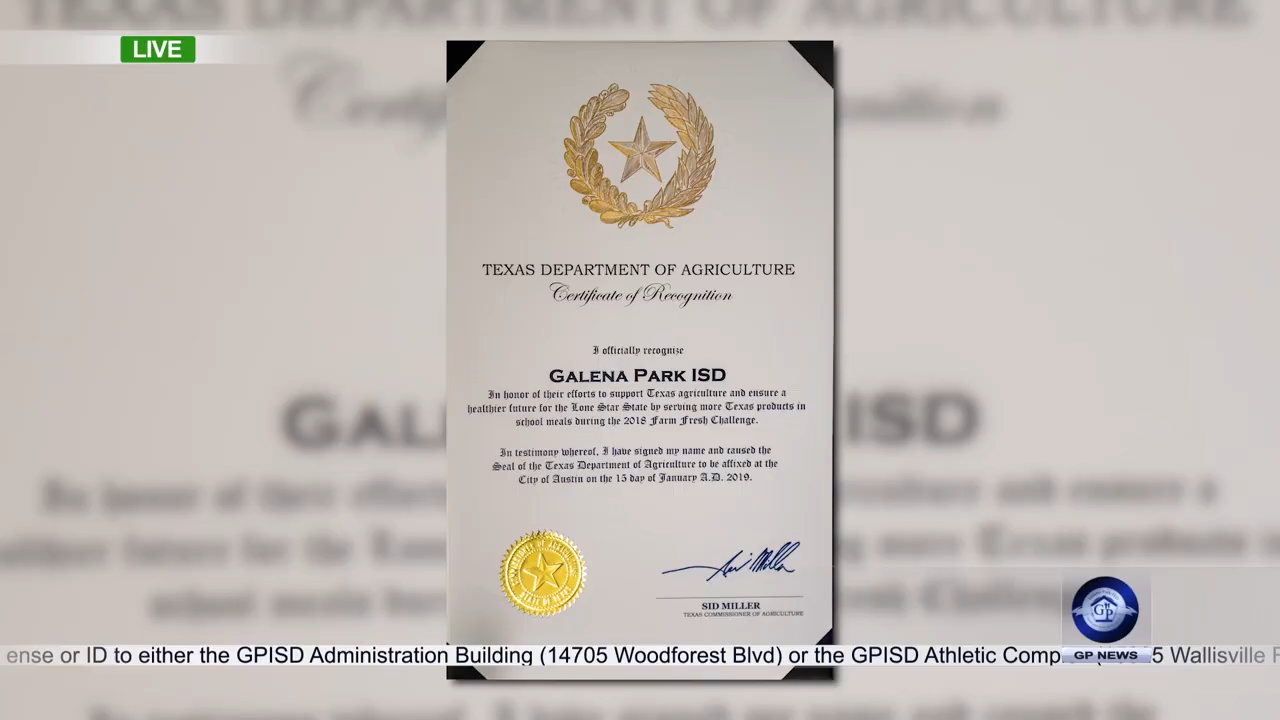 LIVE
TEXAS DEPARTMENT OF AGRICULTURE
Certificate of Recognition
I officially recognize
GALENA PARK ISD
In honor of their efforts to support Texas agriculture and ensure a
healthier future for the Lone Star State by serving more Texas products in
school meals during the 2018 Farm Fresh Challenge.
In testimony whereof, I have signed my name and caused the
Seal of the Texas Department of Agriculture to be affixed at the
City of Austin on the 15 day of January A.D. 2019.
Sid Miller
SID MILLER
TEXAS COMMISSIONER OF AGRICULTURE
GP
GP NEWS
ense or ID to either the GPISD Administration Building (14705 Woodforest Blvd) or the GPISD Athletic Comp 5 Wallisville